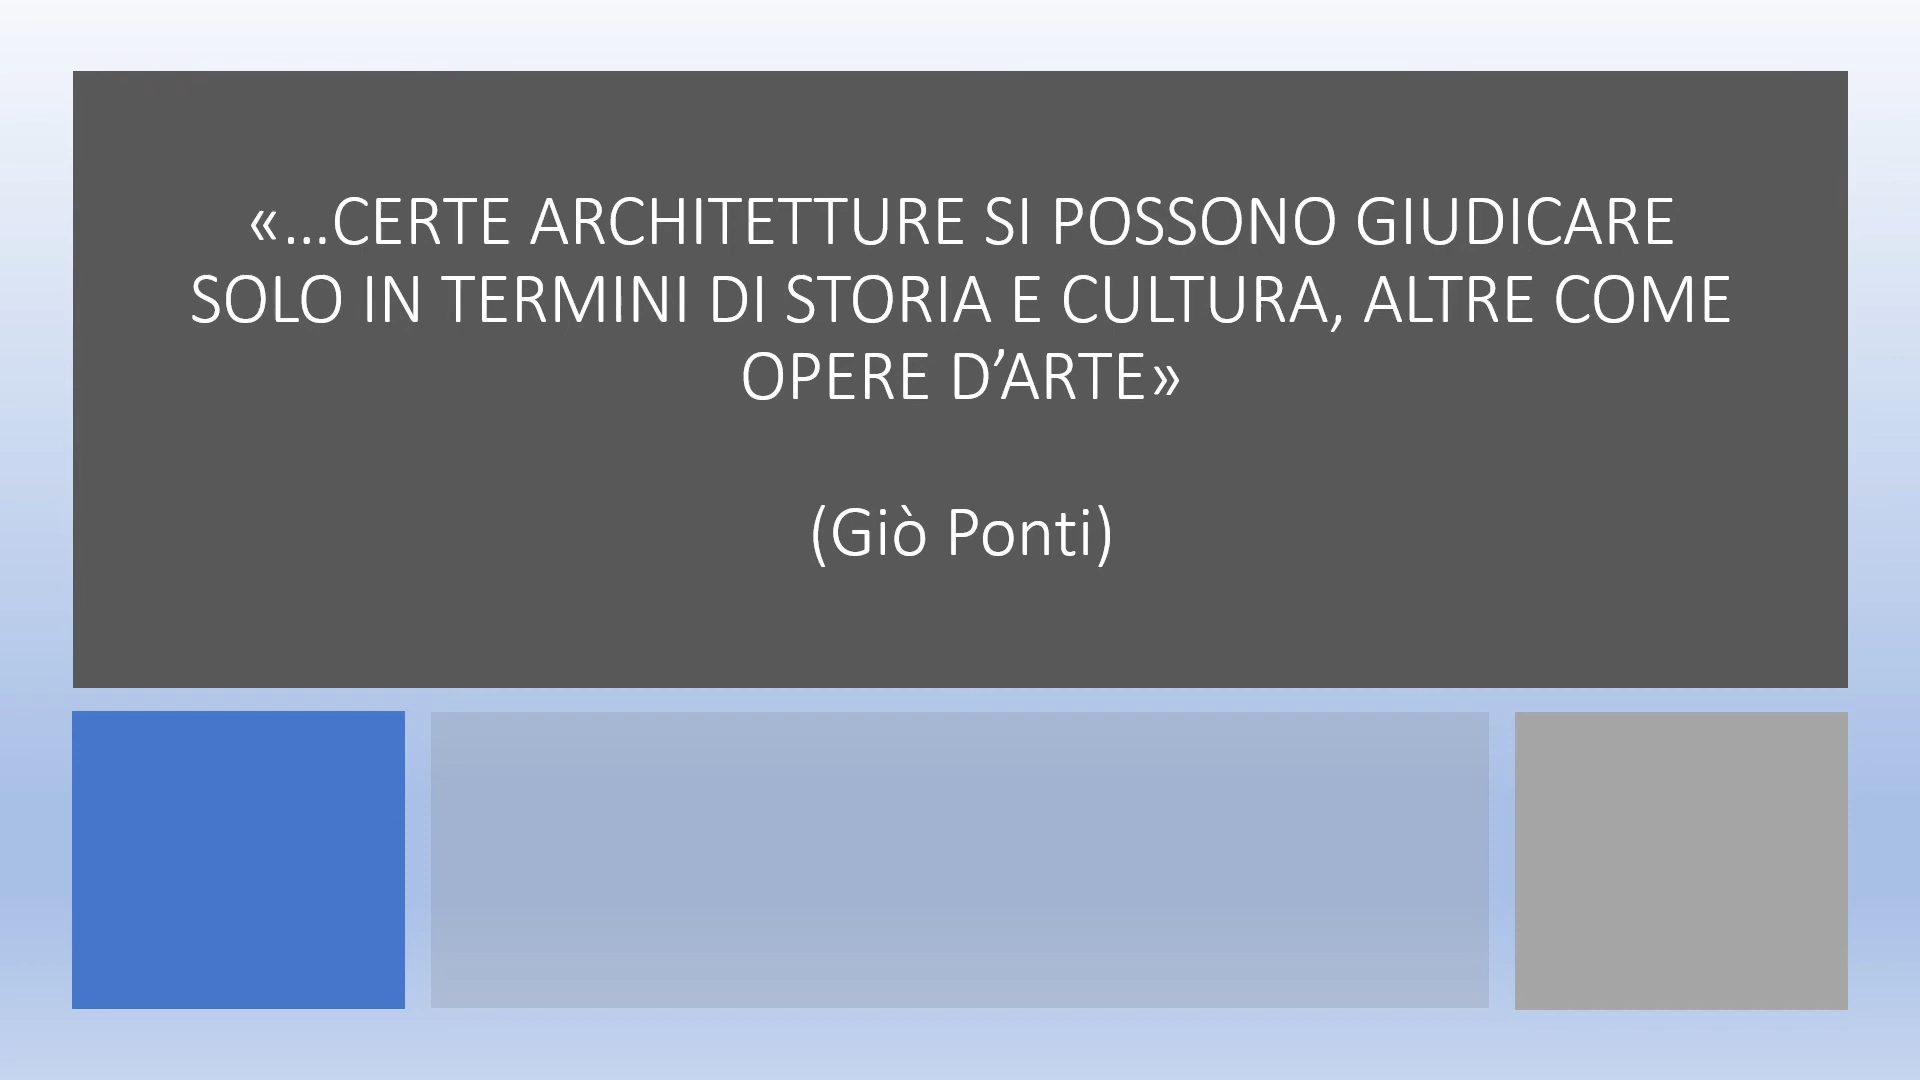 «…CERTE ARCHITETTURE SI POSSONO GIUDICARE
SOLO IN TERMINI DI STORIA E CULTURA, ALTRE COME
OPERE D’ARTE»
(Giò Ponti)